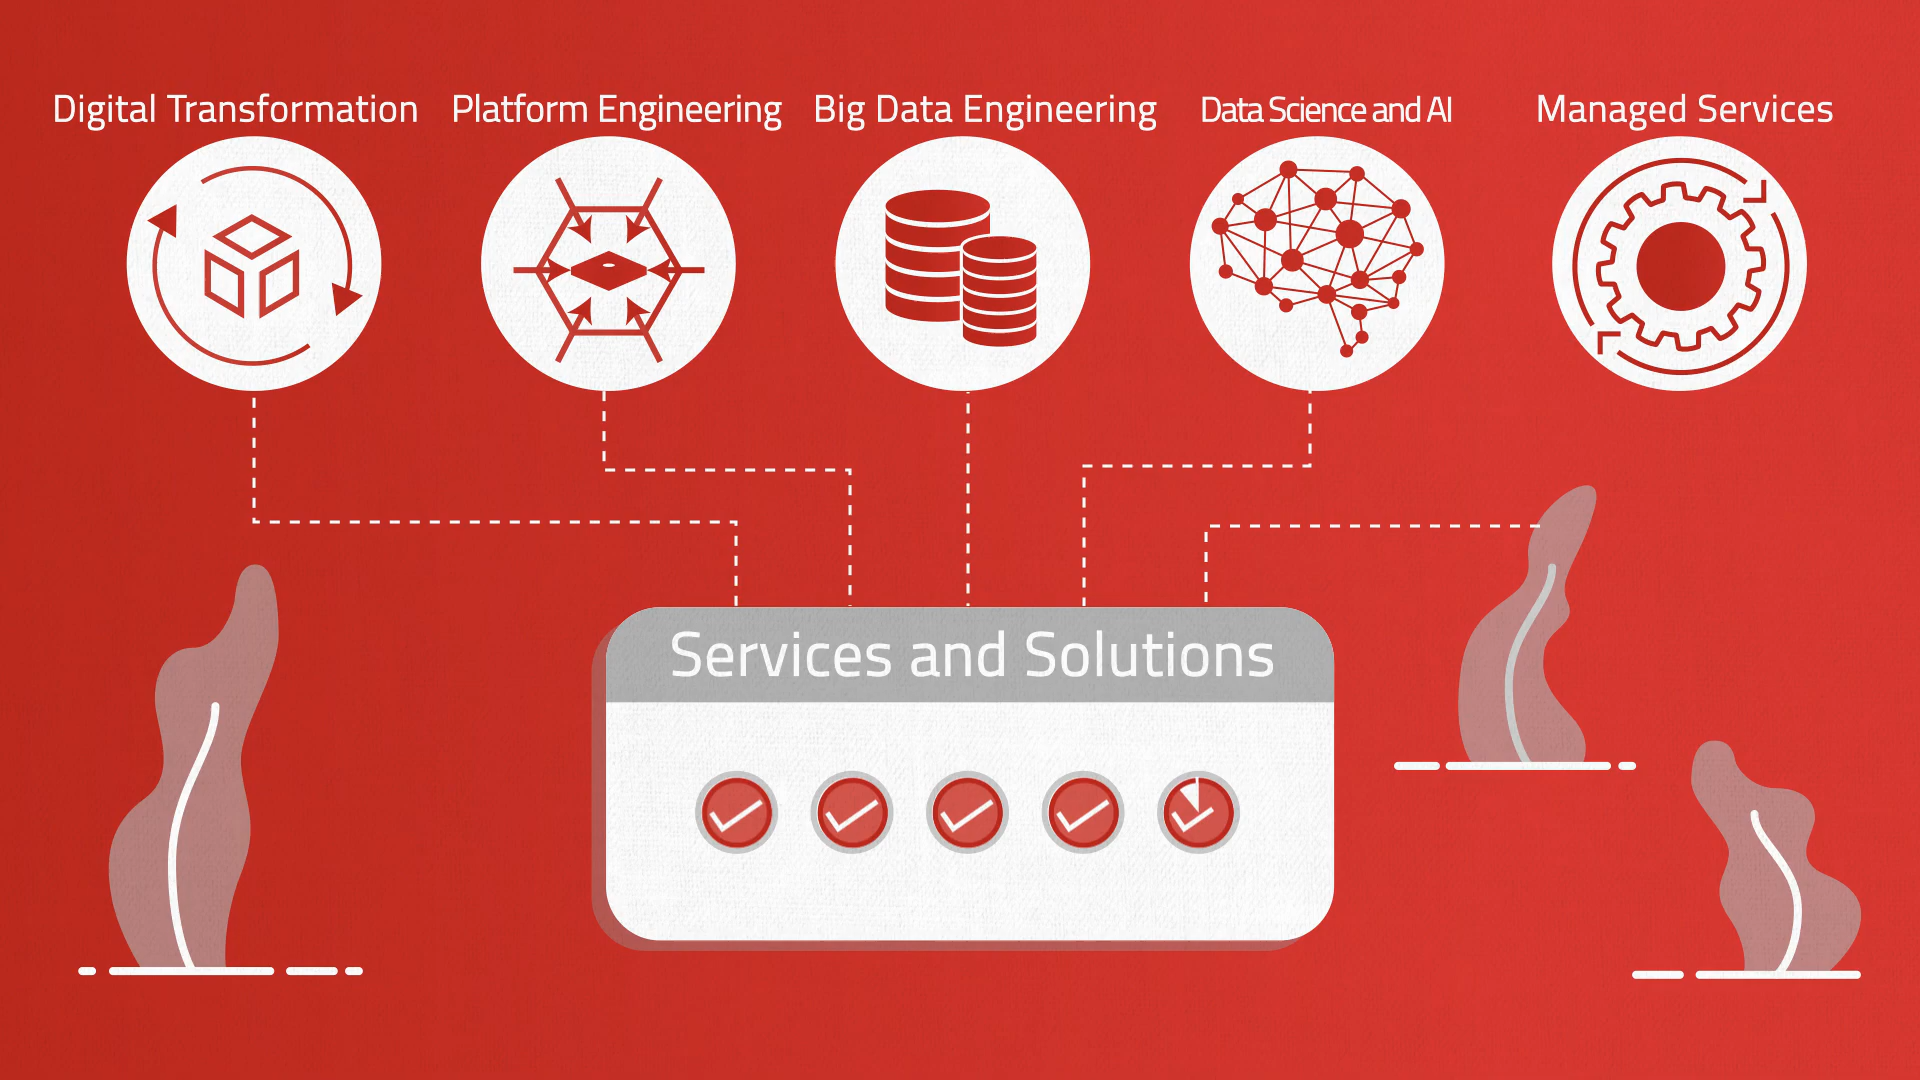 Digital Transformation
Platform Engineering
Big Data Engineering
Data Science and AI
Managed Services
Services and Solutions